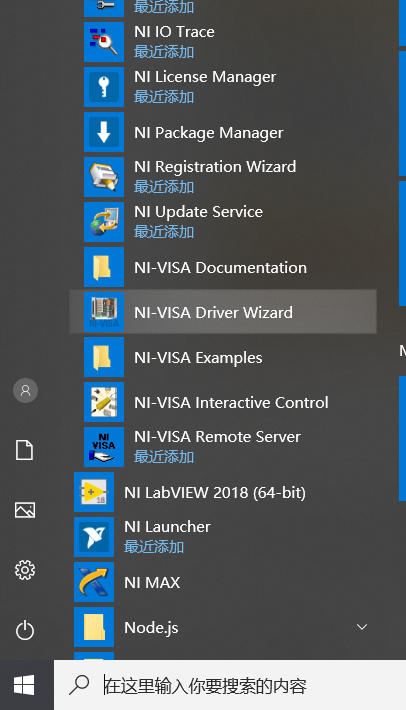 最近添加
NI IO Trace
最近添加
NI License Manager
最近添加
NI Package Manager
NI Registration Wizard
最近添加
NI Update Service
最近添加
NI-VISA Documentation
NI-VISA Driver Wizard
NI-VISA Examples
NI-VISA Interactive Control
NI-VISA Remote Server
最近添加
NI LabVIEW 2018 (64-bit)
NI Launcher
最近添加
NI MAX
Node.js
在这里输入你要搜索的内容